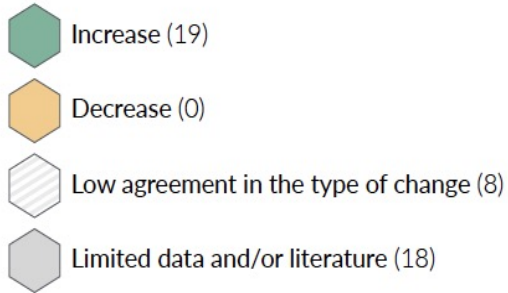 Increase (19)
Decrease (0)
Low agreement in the type of change (8)
Limited data and/or literature (18)